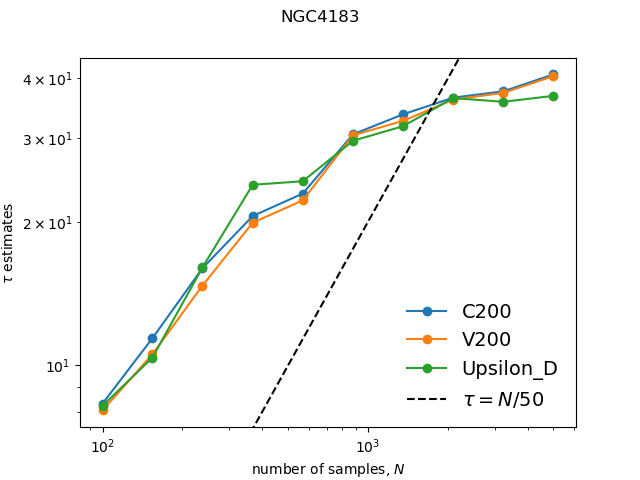 NGC4183
4 × 10¹
3 × 10¹
2 × 10¹
10¹
τ estimates
C200
V200
Upsilon_D
τ = N/50
10² 10³
number of samples, N